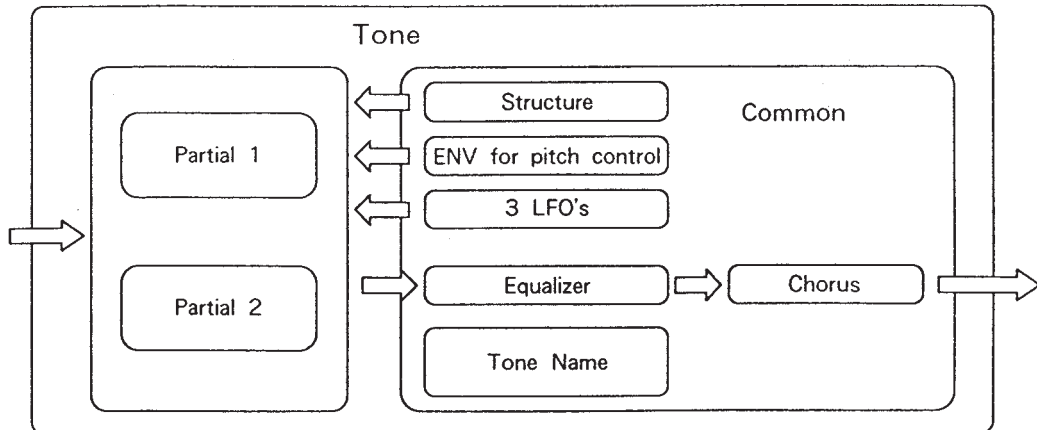 Tone
Partial 1
Partial 2
Structure
ENV for pitch control
3 LFO's
Equalizer
Tone Name
Common
Chorus